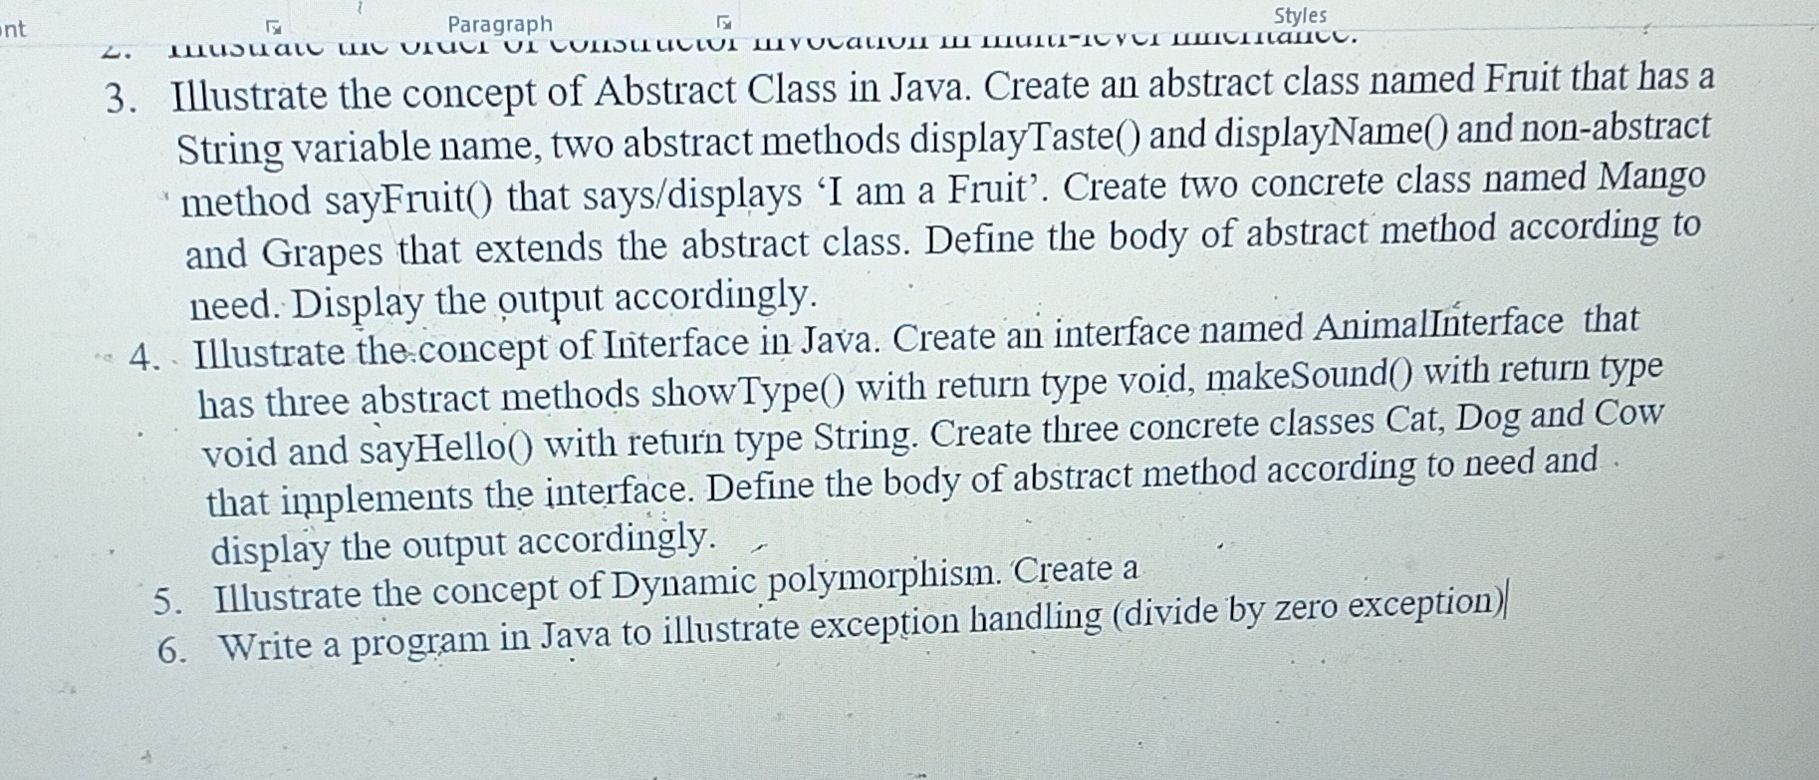 nt
Paragraph
Styles
2. Illustrate the order of constructor invocation in multi-level inheritance.
3. Illustrate the concept of Abstract Class in Java. Create an abstract class named Fruit that has a
String variable name, two abstract methods displayTaste() and displayName() and non-abstract
method sayFruit() that says/displays ‘I am a Fruit’. Create two concrete class named Mango
and Grapes that extends the abstract class. Define the body of abstract method according to
need. Display the output accordingly.
4. Illustrate the concept of Interface in Java. Create an interface named AnimalInterface that
has three abstract methods showType() with return type void, makeSound() with return type
void and sayHello() with return type String. Create three concrete classes Cat, Dog and Cow
that implements the interface. Define the body of abstract method according to need and
display the output accordingly.
5. Illustrate the concept of Dynamic polymorphism. Create a
6. Write a program in Java to illustrate exception handling (divide by zero exception)